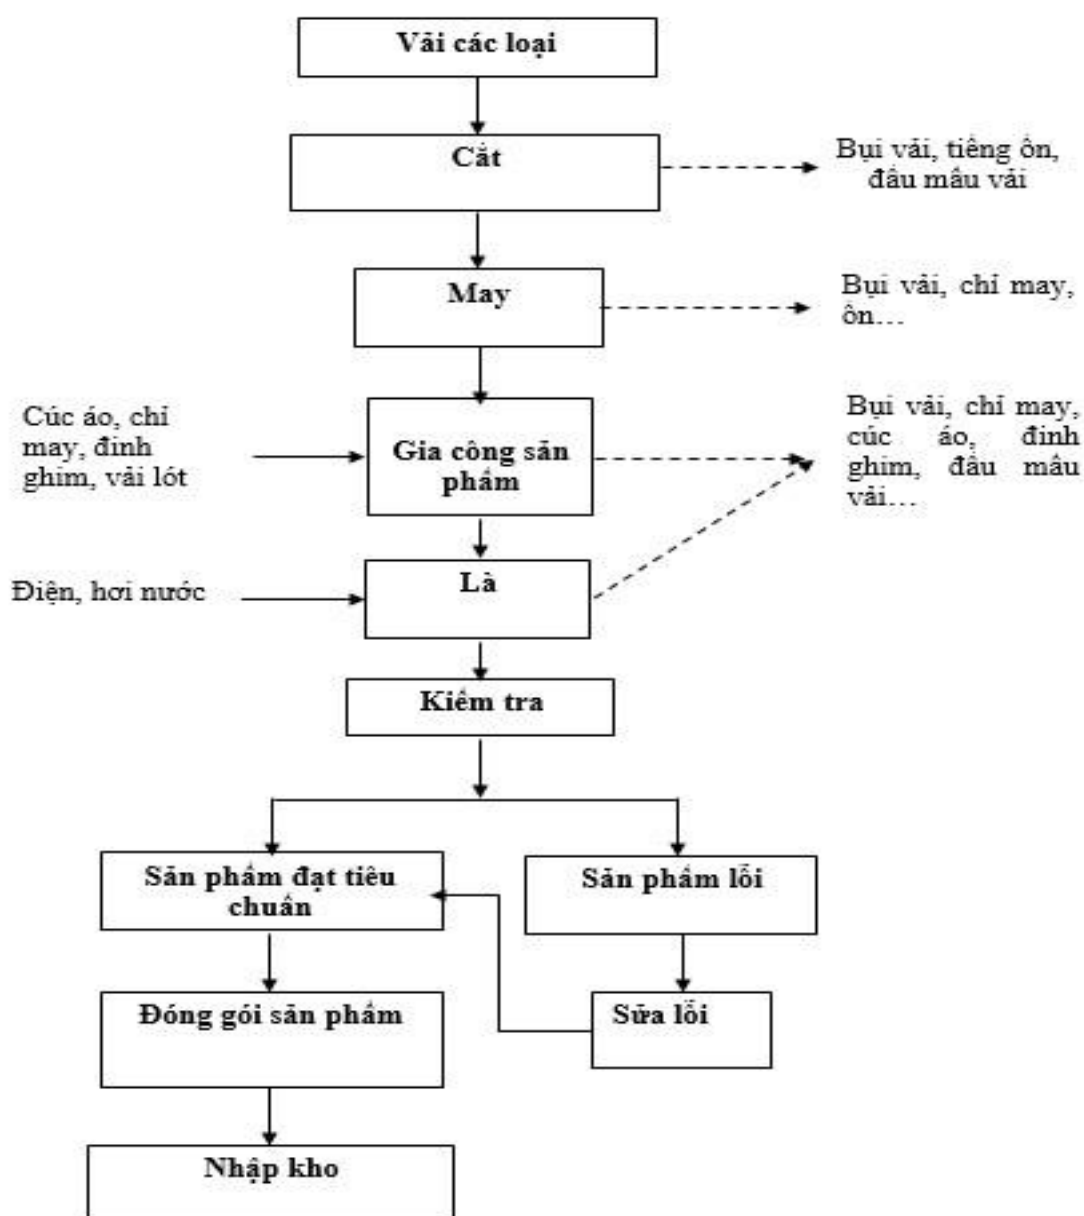 Vải các loại
Cắt
Bụi vải, tiếng ồn,
đầu mẩu vải
May
Bụi vải, chỉ may,
ồn…
Cúc áo, chỉ
may, đinh
ghim, vải lót
Gia công sản
phẩm
Bụi vải, chỉ may,
cúc áo, đinh
ghim, đầu mẩu
vải…
Điện, hơi nước
Là
Kiểm tra
Sản phẩm đạt tiêu
chuẩn
Sản phẩm lỗi
Đóng gói sản phẩm
Sửa lỗi
Nhập kho